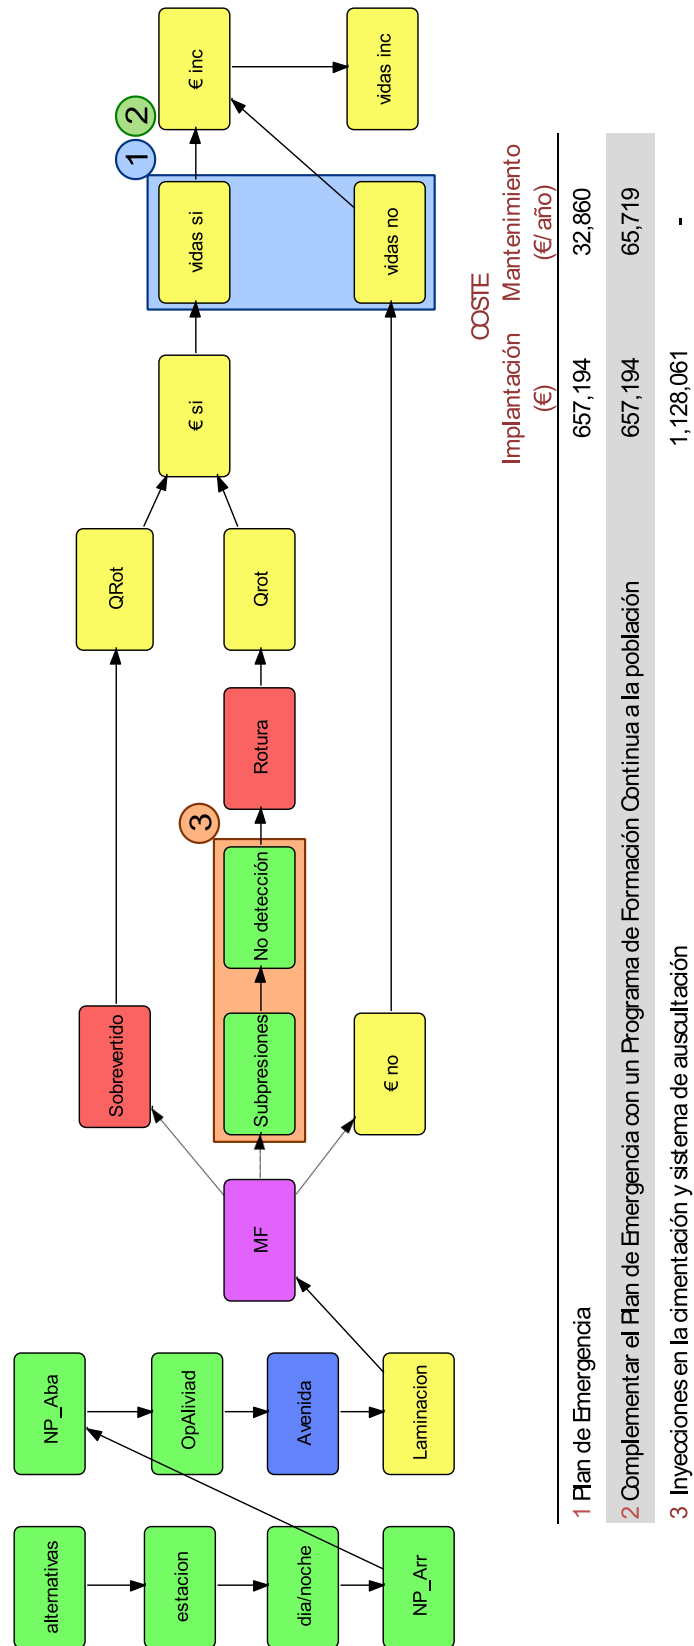 alternativas
estacion
dia/noche
NP_Arr
NP_Aba
OpAliviad
Avenida
Laminacion
MF
Sobrevertido
Subpresiones
No detección
€ no
3
Rotura
QRot
Qrot
€ si
vidas si
vidas no
1
2
€ inc
vidas inc
COSTE
Implantación Mantenimiento
(€) (€/año)
1 Plan de Emergencia 657,194 32,860
2 Complementar el Plan de Emergencia con un Programa de Formación Continua a la población 657,194 65,719
3 Inyecciones en la cimentación y sistema de auscultación 1,128,061 -